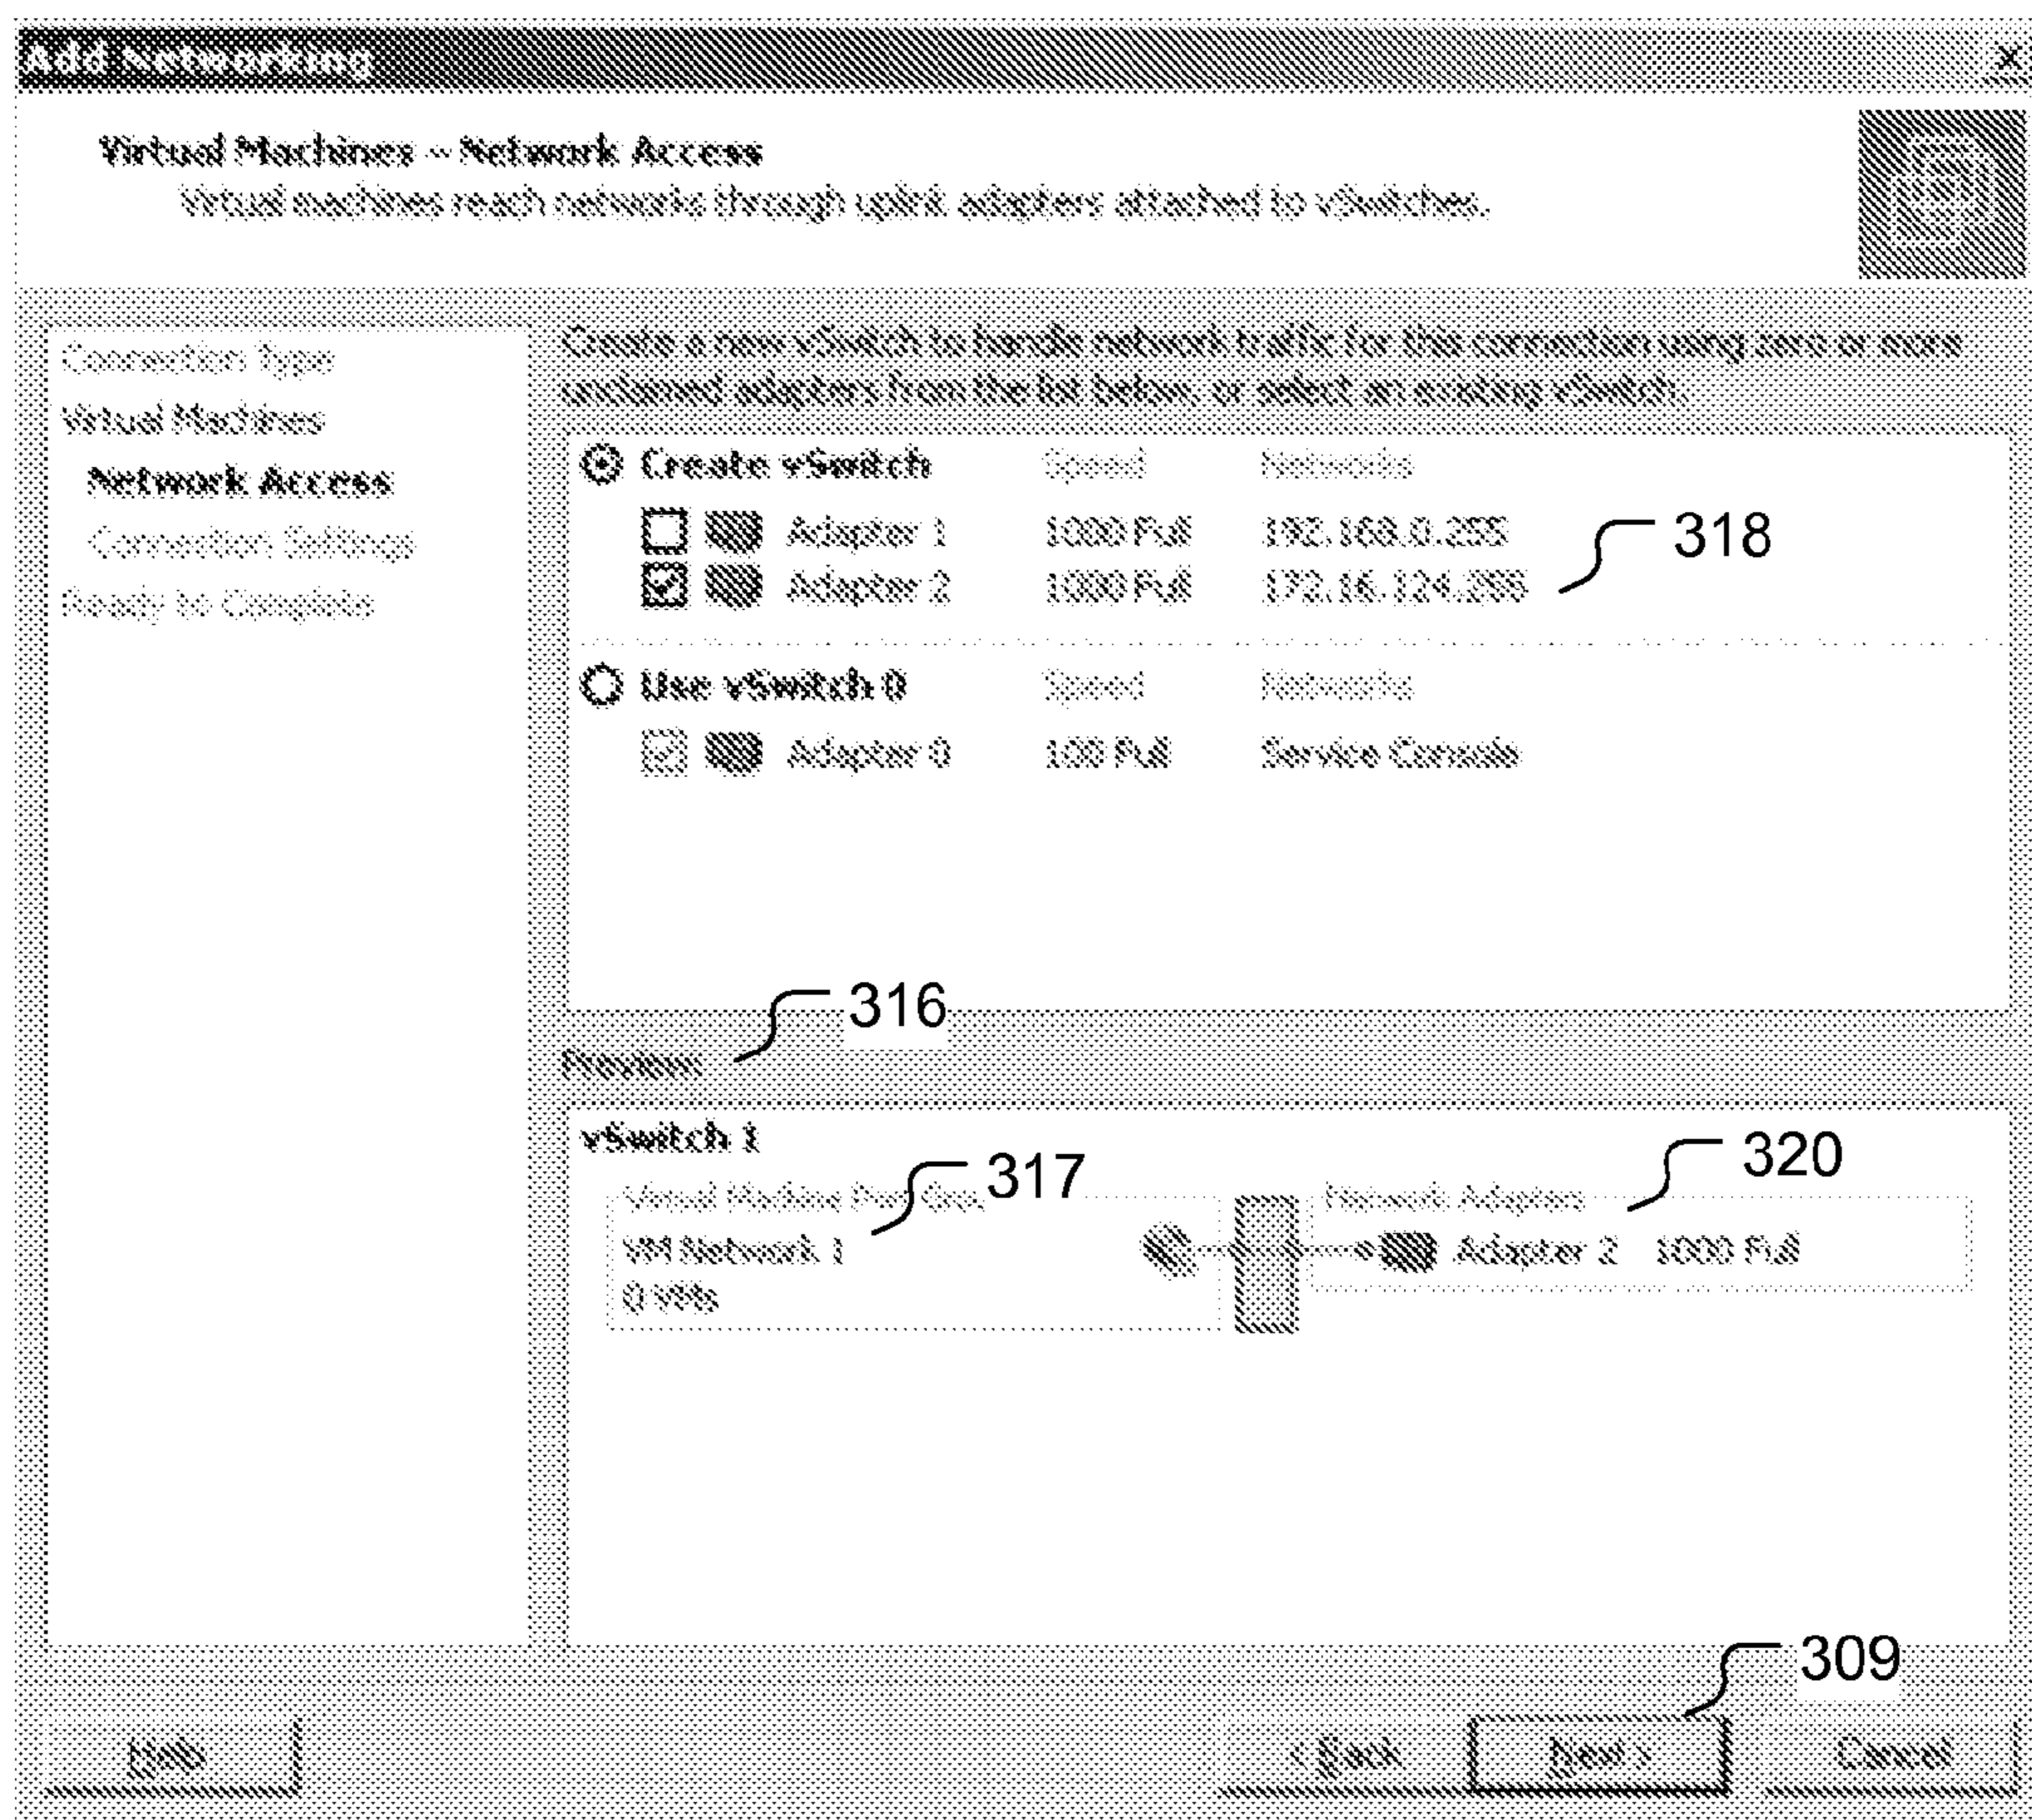 Add Networking
Virtual Machines – Network Access
Virtual machines reach networks through uplink adapters attached to vSwitches.
Connection Type
Virtual Machines
Network Access
Connection Settings
Ready to Complete
Create a new vSwitch to handle network traffic for this connection using zero or more
unclaimed adapters from the list below, or select an existing vSwitch.
Create vSwitch Speed Networks
Adapter 1 1000 Full 192.168.0.255
Adapter 2 1000 Full 172.16.124.255
318
Use vSwitch 0 Speed Networks
Adapter 0 100 Full Service Console
316
Preview:
vSwitch 1
317
320
Virtual Machine Port Grou
Network Adapters
VM Network 1
Adapter 2 1000 Full
0 VMs
309
Help
< Back
Next >
Cancel